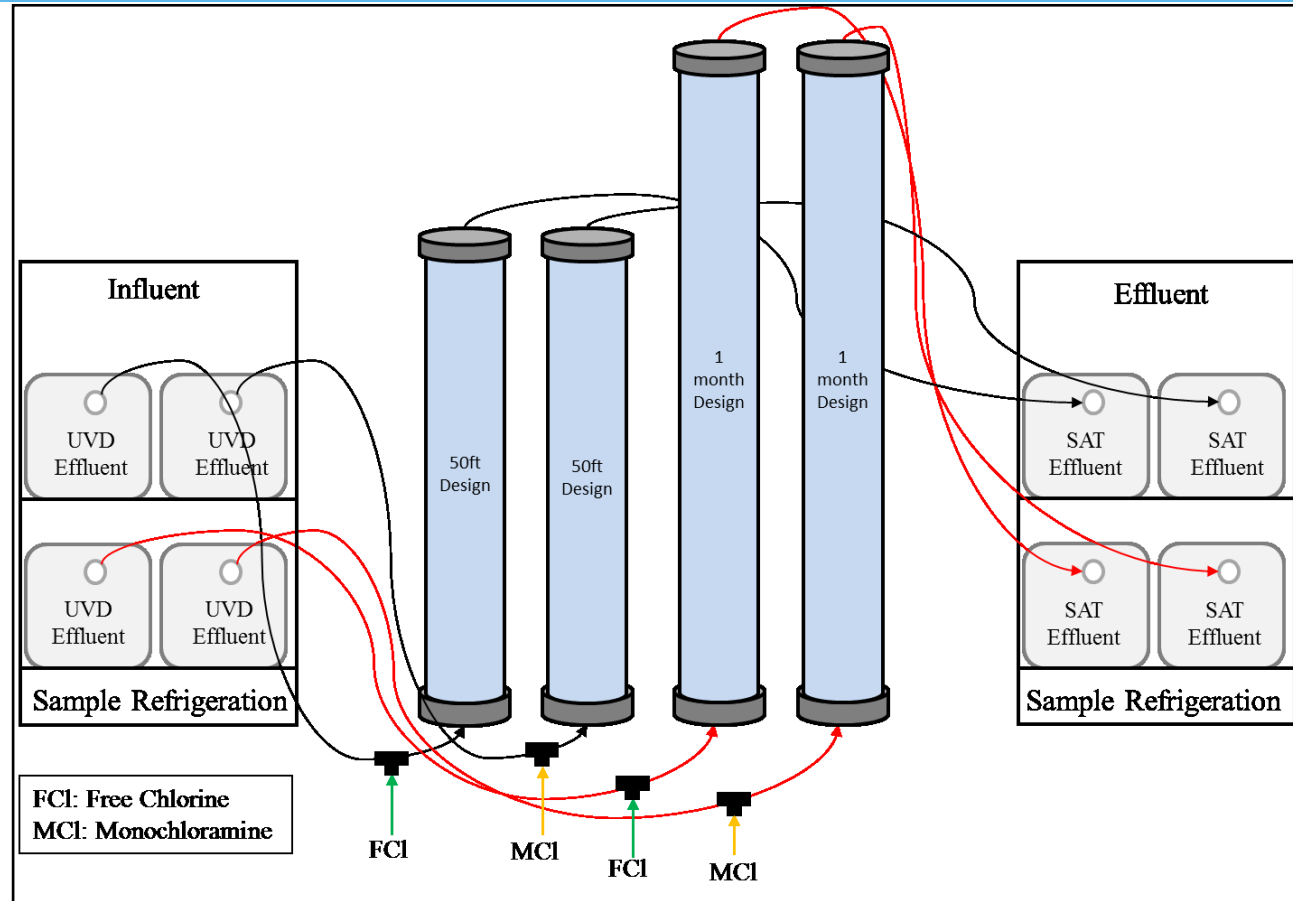 Influent
UVD
Effluent
UVD
Effluent
UVD
Effluent
UVD
Effluent
Sample Refrigeration
50ft
Design
50ft
Design
1
month
Design
1
month
Design
Effluent
SAT
Effluent
SAT
Effluent
SAT
Effluent
SAT
Effluent
Sample Refrigeration
FCl: Free Chlorine
MCl: Monochloramine
FCl
MCl
FCl
MCl